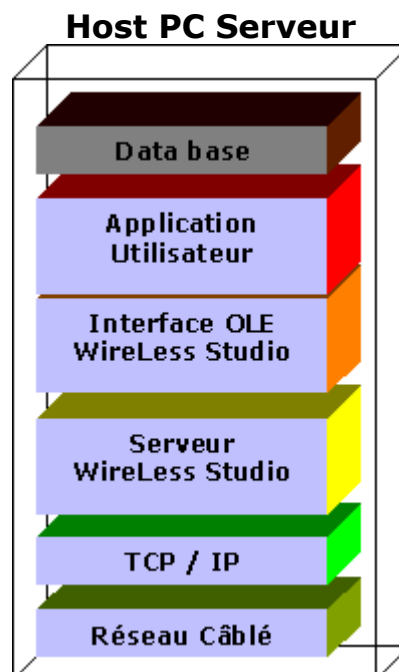 Host PC Serveur
Data base
Application
Utilisateur
Interface OLE
WireLess Studio
Serveur
WireLess Studio
TCP / IP
Réseau Câblé